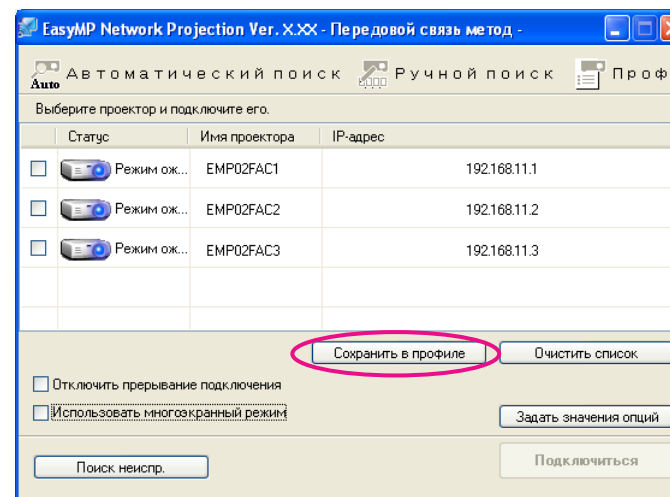 EasyMP Network Projection Ver. X.XX - Передовой связь метод -
Auto Автоматический поиск Ручной поиск Проф
Выберите проектор и подключите его.
Статус Имя проектора IP-адрес
Режим ож... EMP02FAC1 192.168.11.1
Режим ож... EMP02FAC2 192.168.11.2
Режим ож... EMP02FAC3 192.168.11.3
Сохранить в профиле Очистить список
Отключить прерывание подключения
Использовать многоэкранный режим Задать значения опций
Поиск неиспр. Подключиться